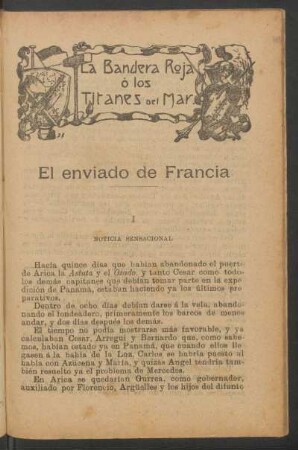 La Bandera Roja
ó los
Titanes del Mar
El enviado de Francia
I
NOTICIA SENSACIONAL
Hacía quince días que habían abandonado el puerto
de Arica la Astuta y el Osado, y tanto Cesar como todos
los demás capitanes que debían tomar parte en la expe-
dición de Panamá, estaban haciendo ya los últimos pre-
parativos.
Dentro de ocho días debían darse á la vela, abando-
nando el fondeadero, primeramente los barcos de menos
andar, y dos días después los demás.
El tiempo no podía mostrarse más favorable, y ya
calculaban Cesar, Arregui y Bernardo que, como sabe-
mos, habían estado ya en Panamá, que cuando ellos lle-
gasen á la bahía de la Luz, Carlos se habría puesto al
habla con Azucena y Marta, y quizás Angel tendría tam-
bién resuelto ya el problema de Mercedes.
En Arica se quedarían Gurrea, como gobernador,
auxiliado por Florencio, Argüelles y los hijos del difunto